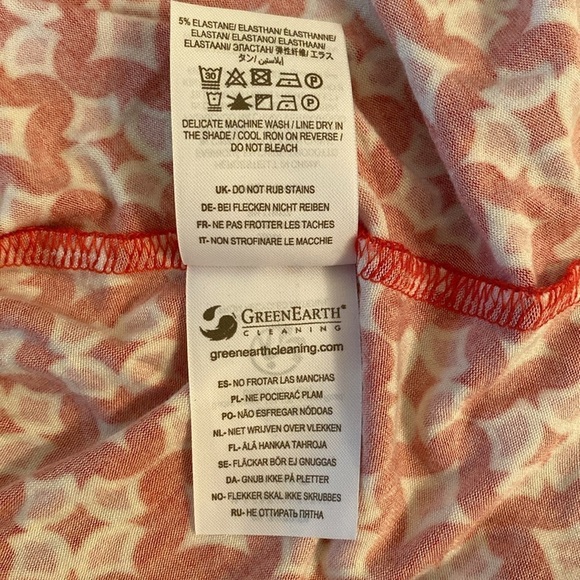 5% ELASTANE/ ELASTHAN/ ÉLASTHANNE/
ELASTAN/ ELASTANO/ ELASTHAAN/
ELASTAANI/ ЭЛАСТАН/ 弹性纤维/ エラス
タン/ إيلاستين
30 P
P
DELICATE MACHINE WASH / LINE DRY IN
THE SHADE / COOL IRON ON REVERSE /
DO NOT BLEACH
UK- DO NOT RUB STAINS
DE- BEI FLECKEN NICHT REIBEN
FR- NE PAS FROTTER LES TACHES
IT- NON STROFINARE LE MACCHIE
GREENEARTH®
CLEANING
greenearthcleaning.com
ES- NO FROTAR LAS MANCHAS
PL- NIE POCIERAĆ PLAM
PO- NÃO ESFREGAR NÓDOAS
NL- NIET WRIJVEN OVER VLEKKEN
FL- ÄLÄ HANKAA TAHROJA
SE- FLÄCKAR BÖR EJ GNUGGAS
DA- GNUB IKKE PÅ PLETTER
NO- FLEKKER SKAL IKKE SKRUBBES
RU- НЕ ОТТИРАТЬ ПЯТНА